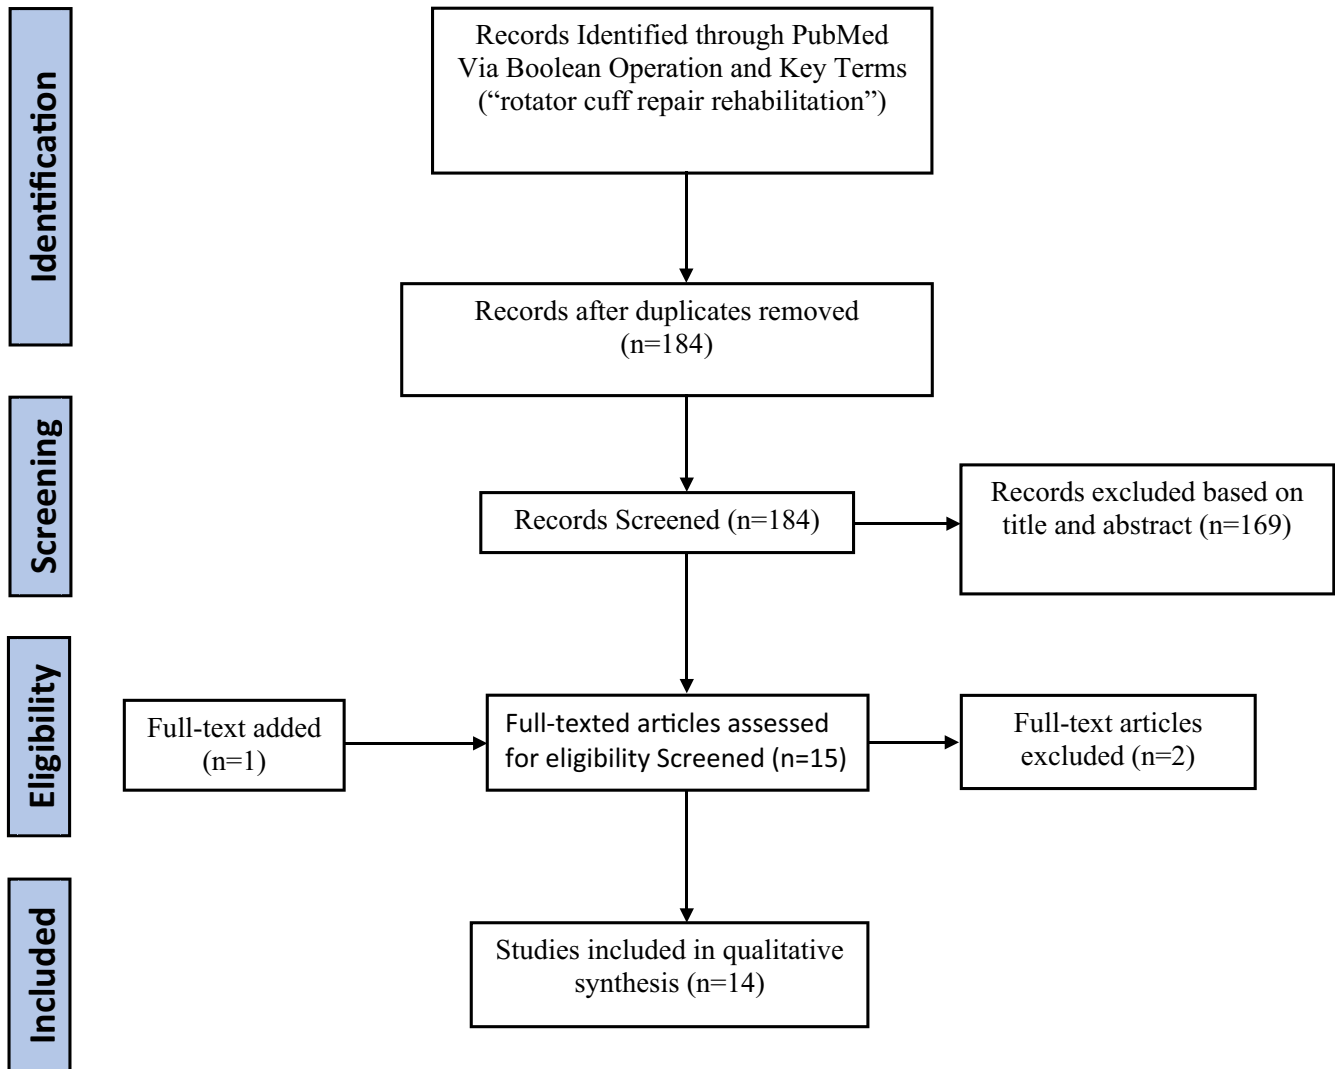 Identification
Records Identified through PubMed
Via Boolean Operation and Key Terms
(“rotator cuff repair rehabilitation”)
Records after duplicates removed
(n=184)
Screening
Records Screened (n=184)
Records excluded based on
title and abstract (n=169)
Eligibility
Full-text added
(n=1)
Full-texted articles assessed
for eligibility Screened (n=15)
Full-text articles
excluded (n=2)
Included
Studies included in qualitative
synthesis (n=14)